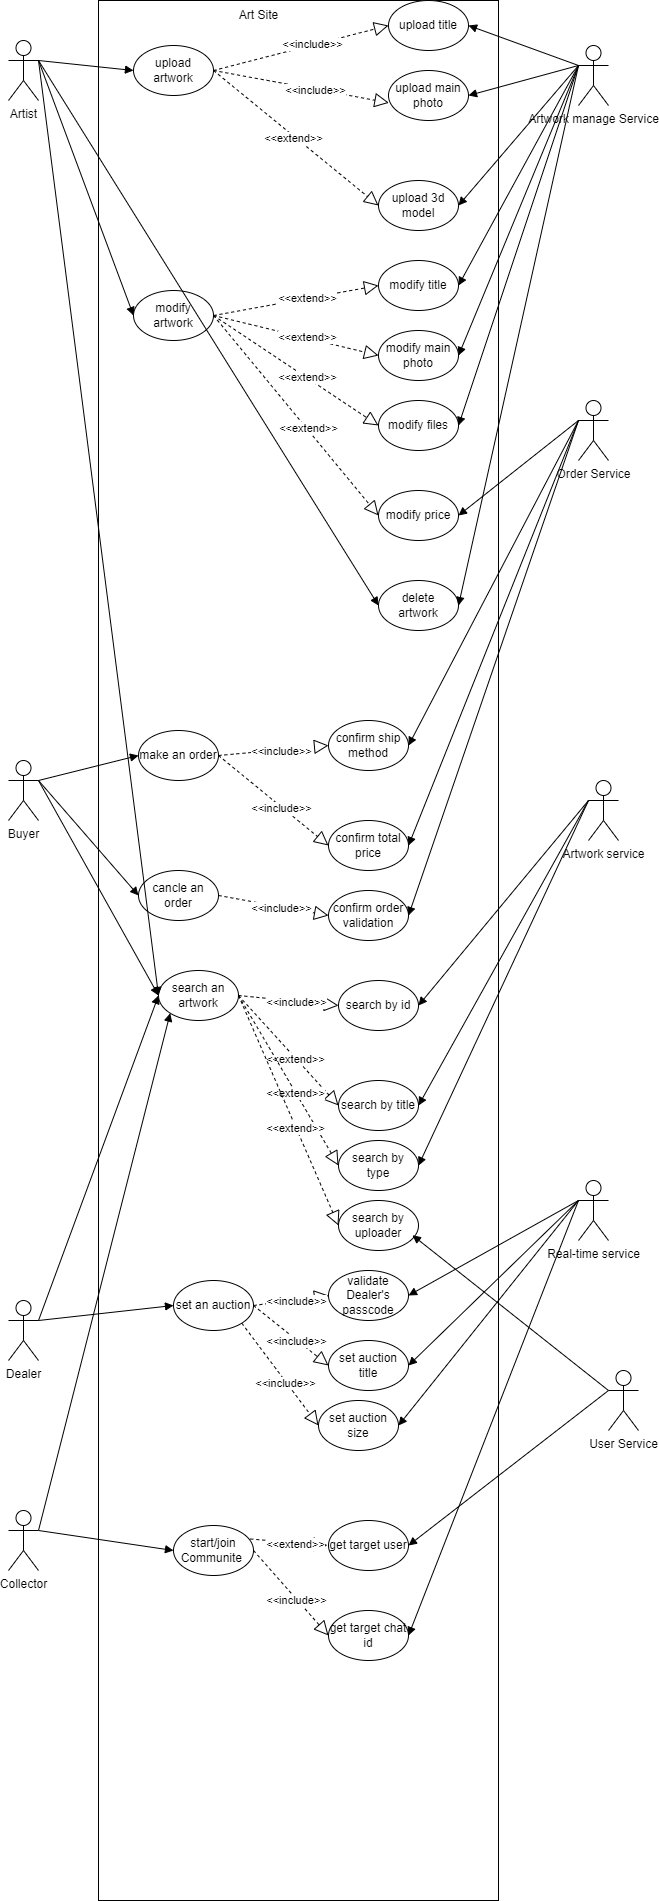 Art Site
upload title
<<include>>
upload
artwork
Artist
<<include>>
upload main
photo
Artwork manage Service
<<extend>>
upload 3d
model
modify title
<<extend>>
modify
artwork
<<extend>>
modify main
photo
<<extend>>
modify files
<<extend>>
Order Service
modify price
delete
artwork
confirm ship
method
make an order
<<include>>
Buyer
<<include>>
confirm total
price
Artwork service
cancle an
order
<<include>>
confirm order
validation
search an
artwork
<<include>>
search by id
<<extend>>
<<extend>>
search by title
<<extend>>
search by
type
search by
uploader
Real-time service
validate
Dealer's
passcode
set an auction
<<include>>
Dealer
<<include>>
set auction
title
<<include>>
set auction
size
User Service
start/join
Communite
<<extend>>
get target user
Collector
<<include>>
get target chat
id